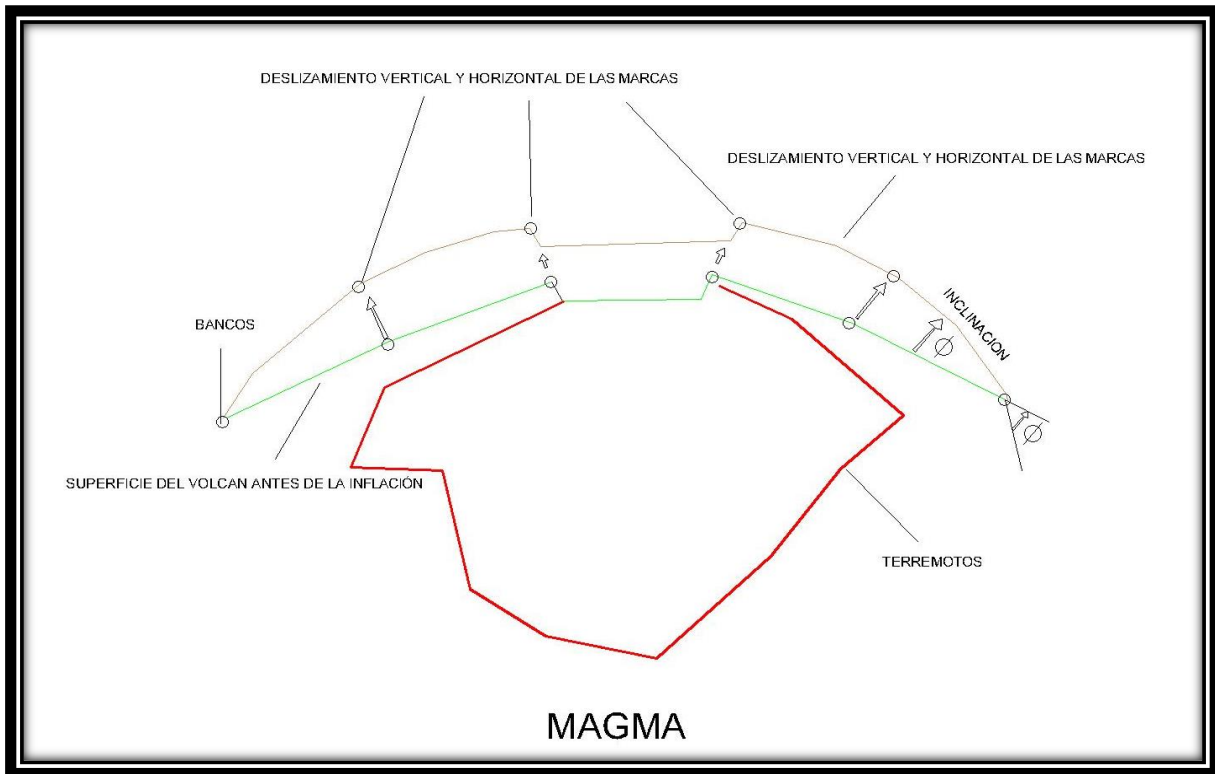 DESLIZAMIENTO VERTICAL Y HORIZONTAL DE LAS MARCAS
DESLIZAMIENTO VERTICAL Y HORIZONTAL DE LAS MARCAS
INCLINACION
BANCOS
SUPERFICIE DEL VOLCAN ANTES DE LA INFLACIÓN
TERREMOTOS
MAGMA